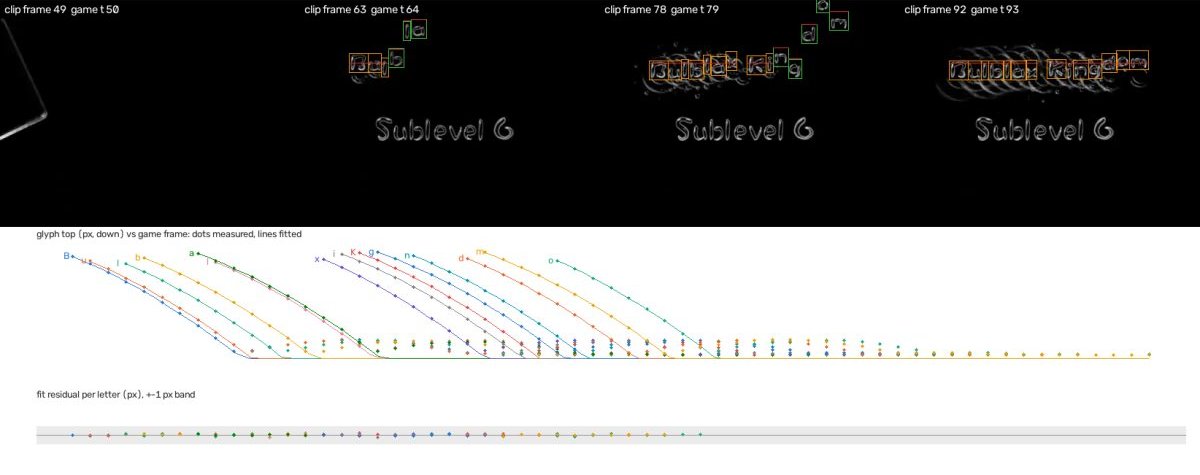 clip frame 49 game t 50
clip frame 63 game t 64
clip frame 78 game t 79
clip frame 92 game t 93
l a
b
B u l
Sublevel 6
o m
d
B u l b l a x K i n g
Sublevel 6
B u l b l a x K i n g d o m
Sublevel 6
glyph top (px, down) vs game frame: dots measured, lines fitted
B u l b a l x i K g n d m o
fit residual per letter (px), +-1 px band